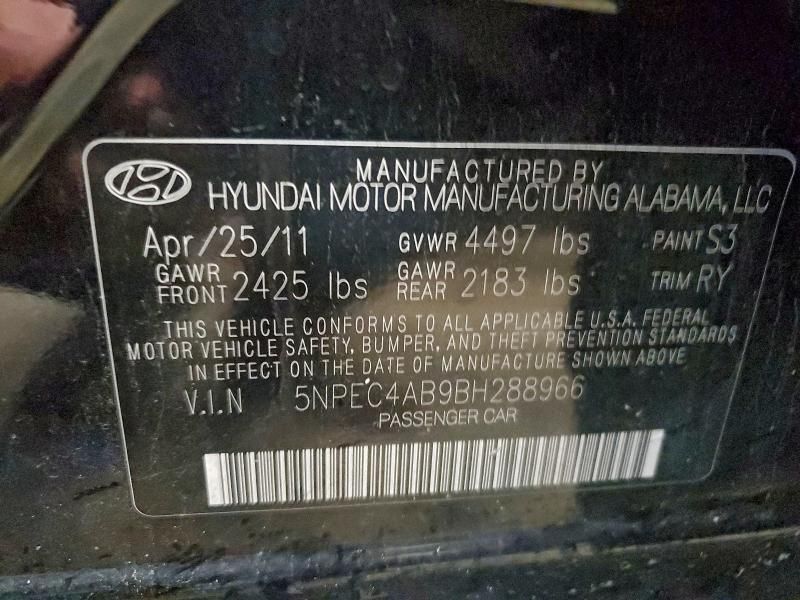 MANUFACTURED BY
HYUNDAI MOTOR MANUFACTURING ALABAMA, LLC
Apr/25/11 GVWR 4497 lbs PAINT S3
GAWR FRONT 2425 lbs GAWR REAR 2183 lbs TRIM RY
THIS VEHICLE CONFORMS TO ALL APPLICABLE U.S.A. FEDERAL
MOTOR VEHICLE SAFETY, BUMPER, AND THEFT PREVENTION STANDARDS
IN EFFECT ON THE DATE OF MANUFACTURE SHOWN ABOVE
V.I.N 5NPEC4AB9BH288966
PASSENGER CAR